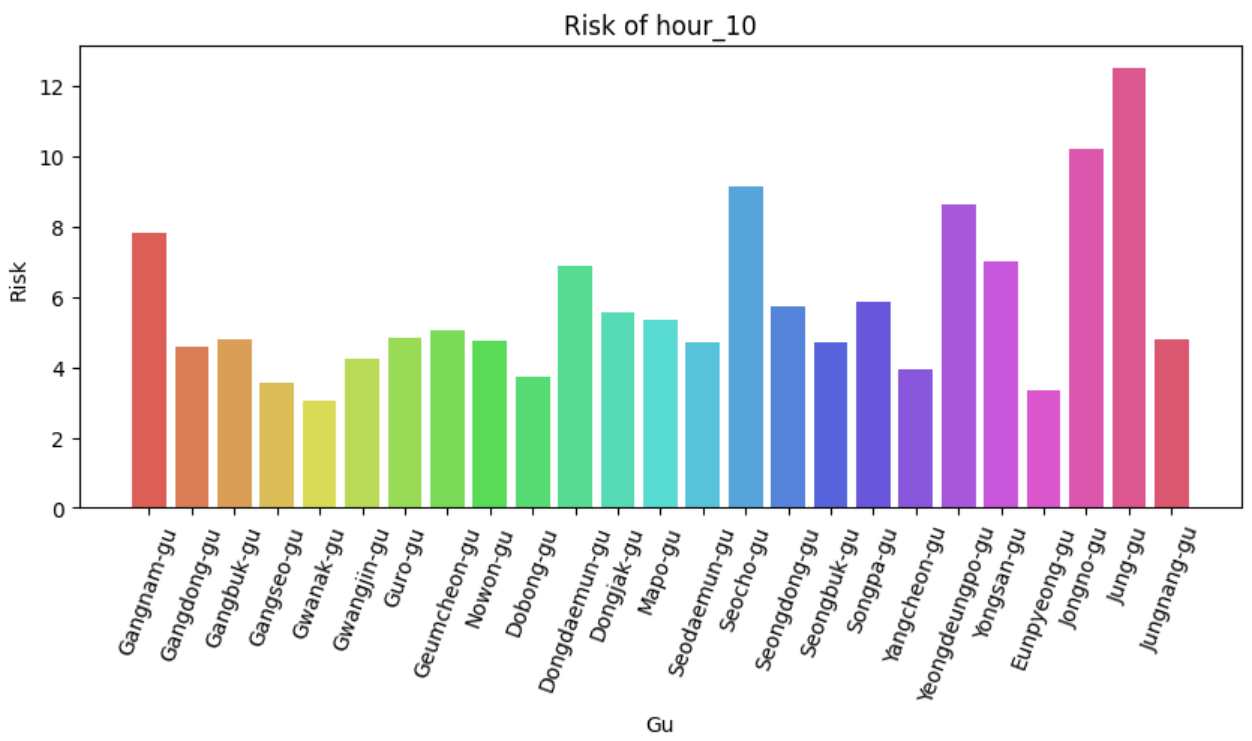 Risk of hour_10
Risk
12
10
8
6
4
2
0
Gangnam-gu
Gangdong-gu
Gangbuk-gu
Gangseo-gu
Gwanak-gu
Gwangjin-gu
Guro-gu
Geumcheon-gu
Nowon-gu
Dobong-gu
Dongdaemun-gu
Dongjak-gu
Mapo-gu
Seodaemun-gu
Seocho-gu
Seongdong-gu
Seongbuk-gu
Songpa-gu
Yangcheon-gu
Yeongdeungpo-gu
Yongsan-gu
Eunpyeong-gu
Jongno-gu
Jung-gu
Jungnang-gu
Gu